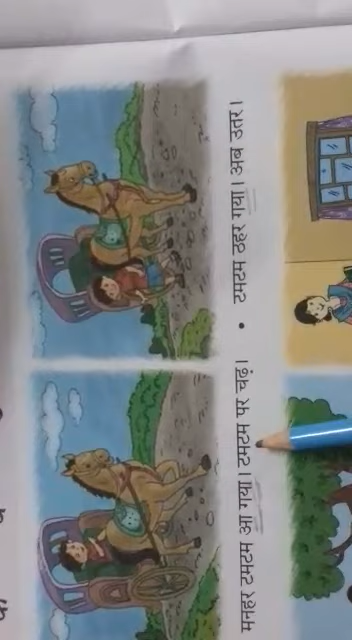 मनहर टमटम आ गया। टमटम पर चढ़।
• टमटम ठहर गया। अब उतर।